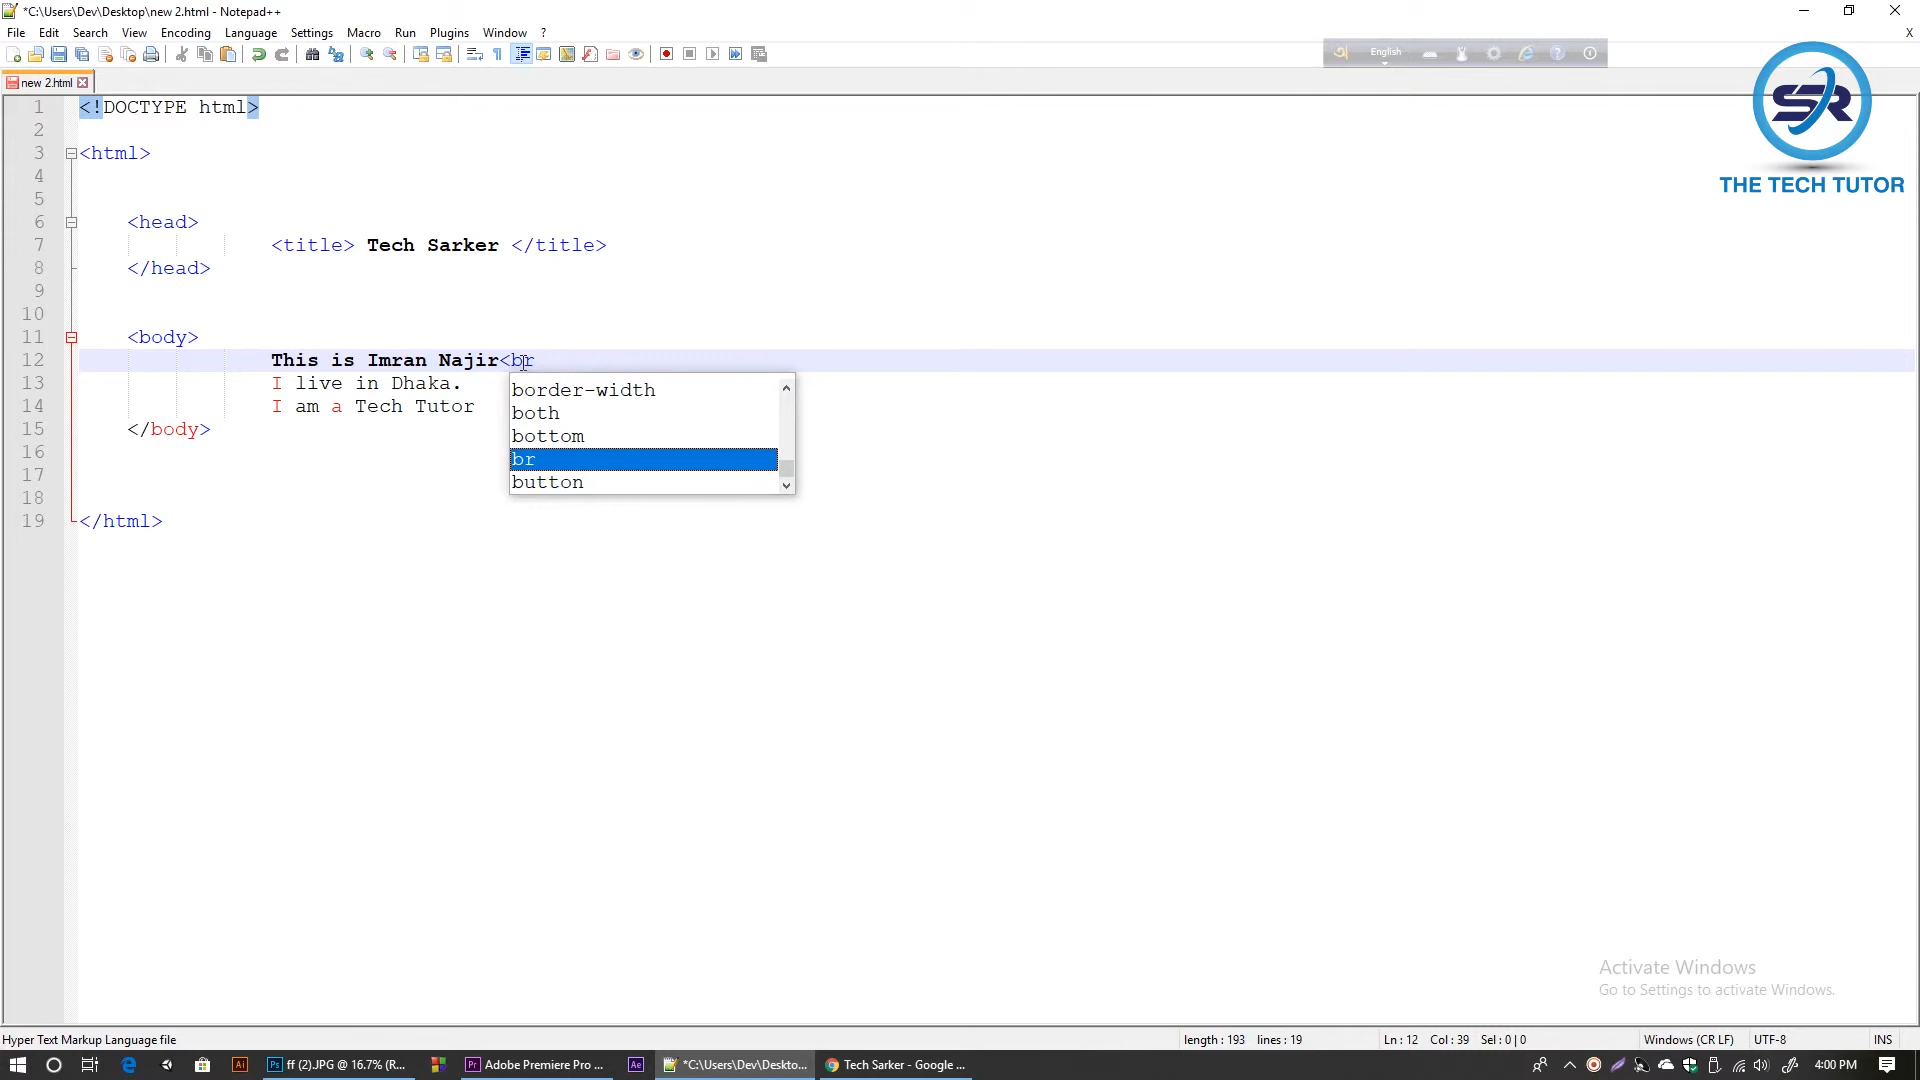 *C:\Users\Dev\Desktop\new 2.html - Notepad++
File Edit Search View Encoding Language Settings Macro Run Plugins Window ? X
English
new 2.html
THE TECH TUTOR
1 <!DOCTYPE html>
2
3 <html>
4
5
6 <head>
7 <title> Tech Sarker </title>
8 </head>
9
10
11 <body>
12 This is Imran Najir<br
13 I live in Dhaka.
14 I am a Tech Tutor
15 </body>
16
17
18
19 </html>
border-width
both
bottom
br
button
Activate Windows
Go to Settings to activate Windows.
Hyper Text Markup Language file length : 193 lines : 19 Ln : 12 Col : 39 Sel : 0 | 0 Windows (CR LF) UTF-8 INS
Ai Ps ff (2).JPG @ 16.7% (R... Pr Adobe Premiere Pro ... Ae *C:\Users\Dev\Deskto... Tech Sarker - Google ... 4:00 PM